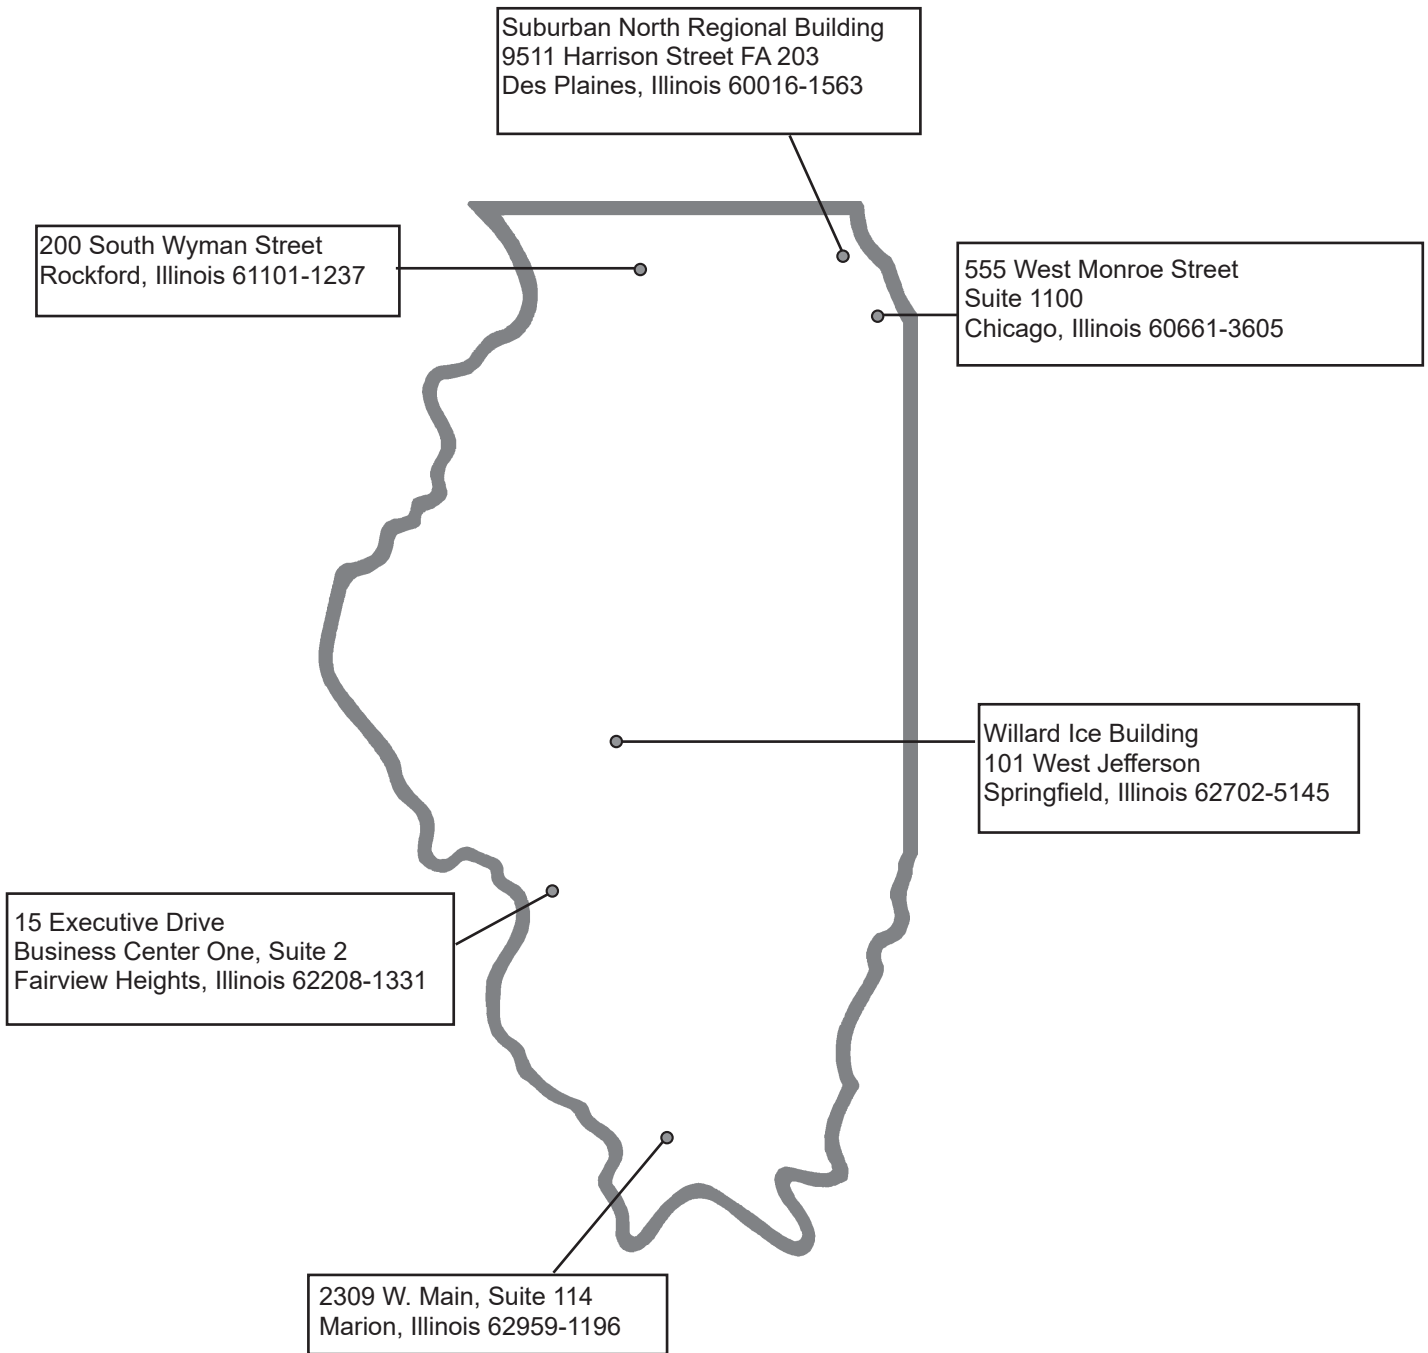 Suburban North Regional Building
9511 Harrison Street FA 203
Des Plaines, Illinois 60016-1563
200 South Wyman Street
Rockford, Illinois 61101-1237
555 West Monroe Street
Suite 1100
Chicago, Illinois 60661-3605
Willard Ice Building
101 West Jefferson
Springfield, Illinois 62702-5145
15 Executive Drive
Business Center One, Suite 2
Fairview Heights, Illinois 62208-1331
2309 W. Main, Suite 114
Marion, Illinois 62959-1196